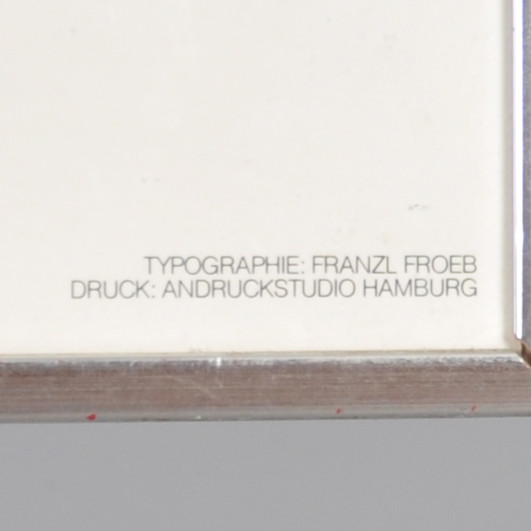 TYPOGRAPHIE: FRANZL FROEB
DRUCK: ANDRUCKSTUDIO HAMBURG